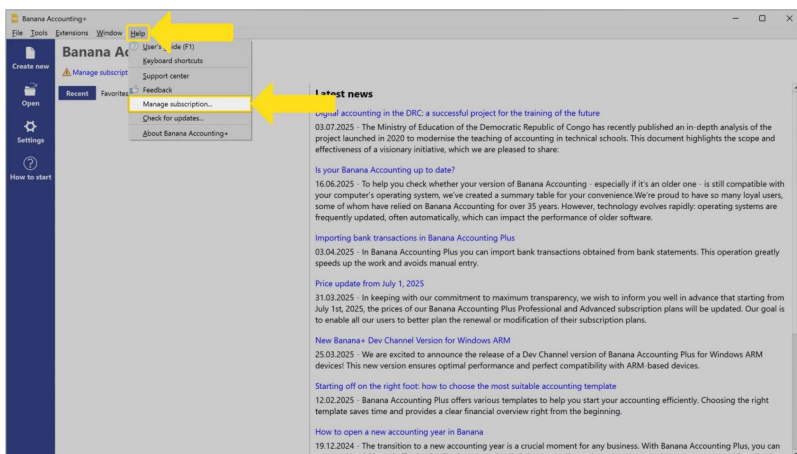 Banana Accounting+
File Tools Extensions Window Help
Create new
Open
Settings
How to start
Banana Ac
Manage subscript
Recent Favorites
User's guide (F1)
Keyboard shortcuts
Support center
Feedback
Manage subscription...
Check for updates...
About Banana Accounting+
Latest news
Digital accounting in the DRC: a successful project for the training of the future
03.07.2025 - The Ministry of Education of the Democratic Republic of Congo has recently published an in-depth analysis of the
project launched in 2020 to modernise the teaching of accounting in technical schools. This document highlights the scope and
effectiveness of a visionary initiative, which we are pleased to share:
Is your Banana Accounting up to date?
16.06.2025 - To help you check whether your version of Banana Accounting - especially if it's an older one - is still compatible with
your computer's operating system, we've created a summary table for your convenience.We're proud to have so many loyal users,
some of whom have relied on Banana Accounting for over 35 years. However, technology evolves rapidly: operating systems are
frequently updated, often automatically, which can impact the performance of older software.
Importing bank transactions in Banana Accounting Plus
03.04.2025 - In Banana Accounting Plus you can import bank transactions obtained from bank statements. This operation greatly
speeds up the work and avoids manual entry.
Price update from July 1, 2025
31.03.2025 - In keeping with our commitment to maximum transparency, we wish to inform you well in advance that starting from
July 1st, 2025, the prices of our Banana Accounting Plus Professional and Advanced subscription plans will be updated. Our goal is
to enable all our users to better plan the renewal or modification of their subscription plans.
New Banana+ Dev Channel Version for Windows ARM
25.03.2025 - We are excited to announce the release of a Dev Channel version of Banana Accounting Plus for Windows ARM
devices! This new version ensures optimal performance and perfect compatibility with ARM-based devices.
Starting off on the right foot: how to choose the most suitable accounting template
12.02.2025 - Banana Accounting Plus offers various templates to help you start your accounting efficiently. Choosing the right
template saves time and provides a clear financial overview right from the beginning.
How to open a new accounting year in Banana
19.12.2024 - The transition to a new accounting year is a crucial moment for any business. With Banana Accounting Plus, you can